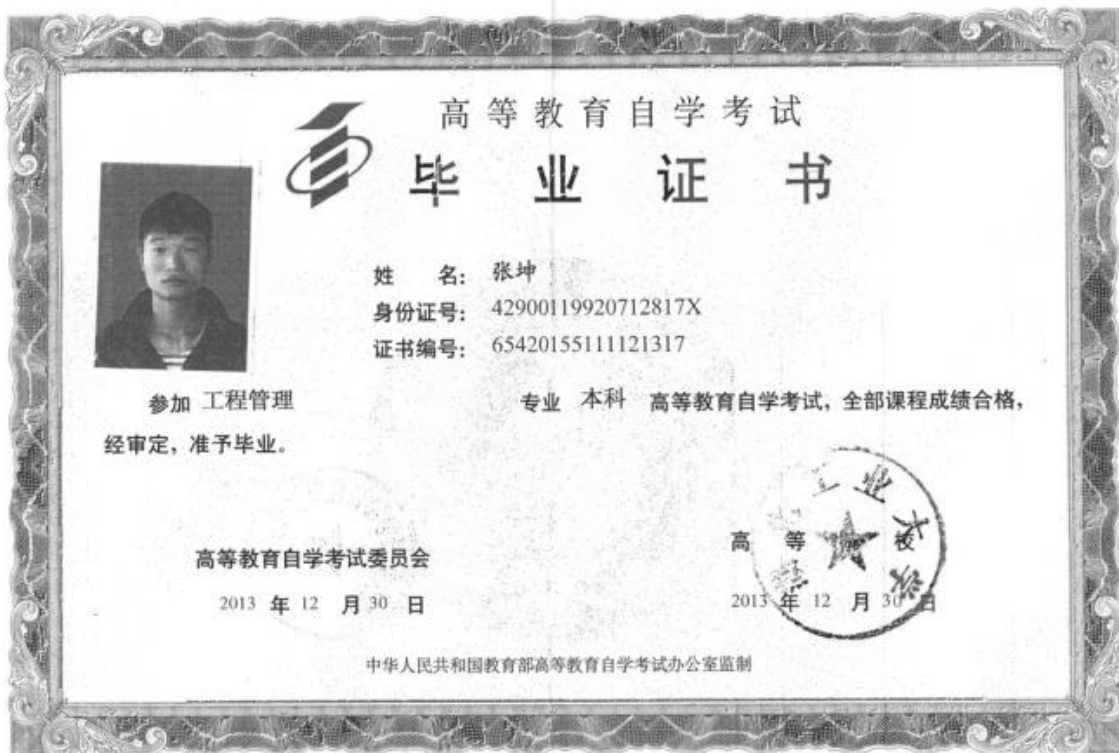 高等教育自学考试
毕业证书
姓 名: 张坤
身份证号: 42900119920712817X
证书编号: 65420155111121317
参加 工程管理 专业 本科 高等教育自学考试,全部课程成绩合格,
经审定,准予毕业。
高等教育自学考试委员会
2013 年 12 月 30 日
高 等 校
工业大学
2013 年 12 月 30 日
中华人民共和国教育部高等教育自学考试办公室监制